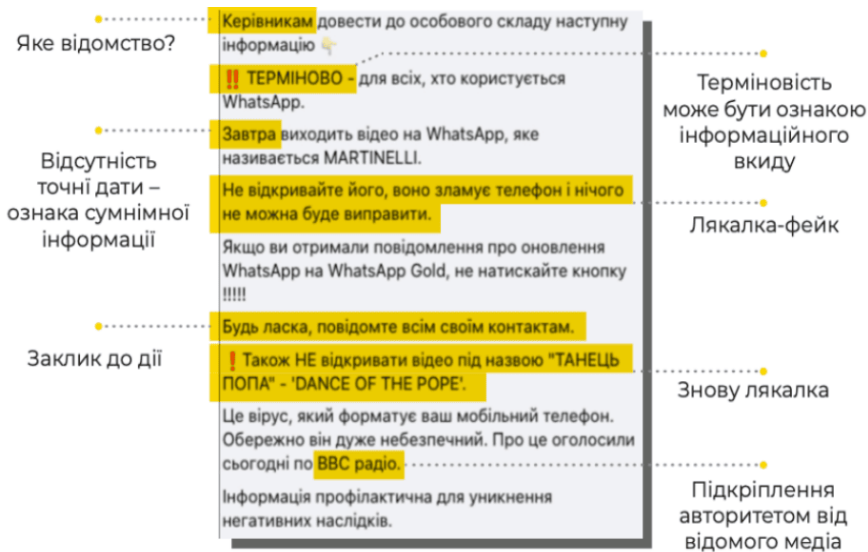 Яке відомство?
Відсутність
точні дати –
ознака сумнімної
інформації
Заклик до дії
Керівникам довести до особового складу наступну
інформацію 👇
‼️ ТЕРМІНОВО - для всіх, хто користується
WhatsApp.
Завтра виходить відео на WhatsApp, яке
називається MARTINELLI.
Не відкривайте його, воно зламує телефон і нічого
не можна буде виправити.
Якщо ви отримали повідомлення про оновлення
WhatsApp на WhatsApp Gold, не натискайте кнопку
!!!!!
Будь ласка, повідомте всім своїм контактам.
❗Також НЕ відкривати відео під назвою "ТАНЕЦЬ
ПОПА" - 'DANCE OF THE POPE'.
Це вірус, який форматує ваш мобільний телефон.
Обережно він дуже небезпечний. Про це оголосили
сьогодні по BBC радіо.
Інформація профілактична для уникнення
негативних наслідків.
Терміновість
може бути ознакою
інформаційного
вкиду
Лякалка-фейк
Знову лякалка
Підкріплення
авторитетом від
відомого медіа